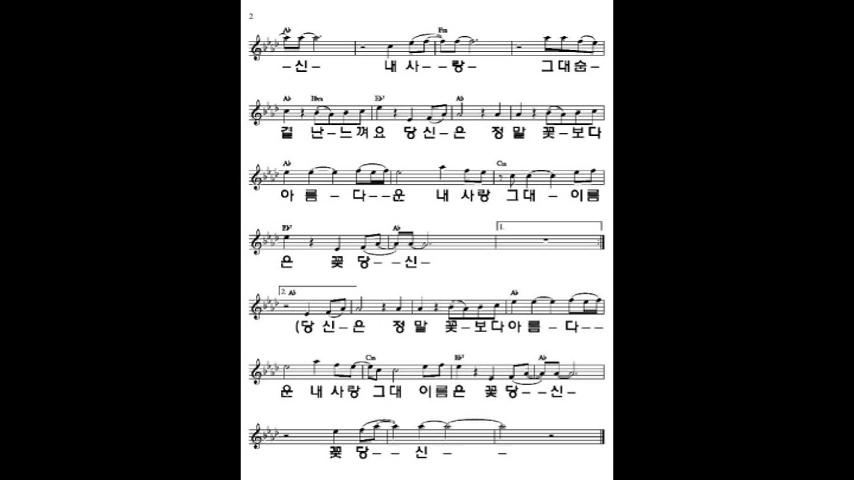 2
Ab Fm
–신– 내 사––랑– 그대숨–
Ab Bbm Eb7 Ab
결 난–느껴요 당신–은 정말 꽃–보다
Ab Cm
아 름 – 다––운 내 사랑 그대 – 이름
Eb7 Ab 1.
은 꽃 당––신–
2. Ab Ab
(당 신–은 정말 꽃–보다아 름 – 다––
Cm Eb7 Ab
운 내 사랑 그대 이름은 꽃 당––신–
꽃 당– 신 – –